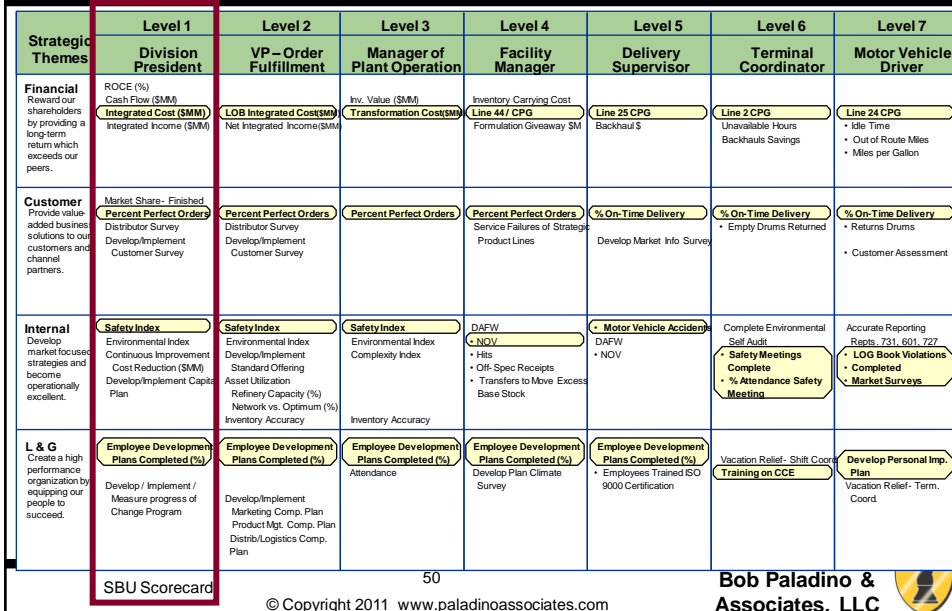 Strategic
Themes
Level 1
Level 2
Level 3
Level 4
Level 5
Level 6
Level 7
Division
President
VP – Order
Fulfillment
Manager of
Plant Operation
Facility
Manager
Delivery
Supervisor
Terminal
Coordinator
Motor Vehicle
Driver
Financial
Reward our
shareholders
by providing a
long-term
return which
exceeds our
peers.
ROCE (%)
Cash Flow ($MM)
Integrated Cost ($MM)
Integrated Income ($MM)
LOB Integrated Cost($MM)
Net Integrated Income($MM)
Inv. Value ($MM)
Transformation Cost($MM)
Inventory Carrying Cost
Line 44 / CPG
Formulation Giveaway $M
Line 25 CPG
Backhaul $
Line 2 CPG
Unavailable Hours
Backhauls Savings
Line 24 CPG
• Idle Time
• Out of Route Miles
• Miles per Gallon
Customer
Provide value-
added busines
solutions to our
customers and
channel
partners.
Market Share- Finished
Percent Perfect Orders
Distributor Survey
Develop/Implement
Customer Survey
Percent Perfect Orders
Distributor Survey
Develop/Implement
Customer Survey
Percent Perfect Orders
Percent Perfect Orders
Service Failures of Strategic
Product Lines
% On-Time Delivery
Develop Market Info Survey
% On-Time Delivery
• Empty Drums Returned
% On-Time Delivery
• Returns Drums
• Customer Assessment
Internal
Develop
market focused
strategies and
become
operationally
excellent.
Safety Index
Environmental Index
Continuous Improvement
Cost Reduction ($MM)
Develop/Implement Capita
Plan
Safety Index
Environmental Index
Develop/Implement
Standard Offering
Asset Utilization
Refinery Capacity (%)
Network vs. Optimum (%)
Inventory Accuracy
Safety Index
Environmental Index
Complexity Index
Inventory Accuracy
DAFW
• NOV
• Hits
• Off- Spec Receipts
• Transfers to Move Excess
Base Stock
• Motor Vehicle Accidents
DAFW
• NOV
Complete Environmental
Self Audit
• Safety Meetings
Complete
• % Attendance Safety
Meeting
Accurate Reporting
Repts. 731, 601, 727
• LOG Book Violations
• Completed
• Market Surveys
L & G
Create a high
performance
organization by
equipping our
people to
succeed.
Employee Development
Plans Completed (%)
Develop / Implement /
Measure progress of
Change Program
Employee Development
Plans Completed (%)
Develop/Implement
Marketing Comp. Plan
Product Mgt. Comp. Plan
Distrib/Logistics Comp.
Plan
Employee Development
Plans Completed (%)
Attendance
Employee Development
Plans Completed (%)
Develop Plan Climate
Survey
Employee Development
Plans Completed (%)
• Employees Trained ISO
9000 Certification
Vacation Relief- Shift Coord
Training on CCE
Develop Personal Imp.
Plan
Vacation Relief- Term.
Coord.
SBU Scorecard
50
© Copyright 2011 www.paladinoassociates.com
Bob Paladino &
Associates, LLC